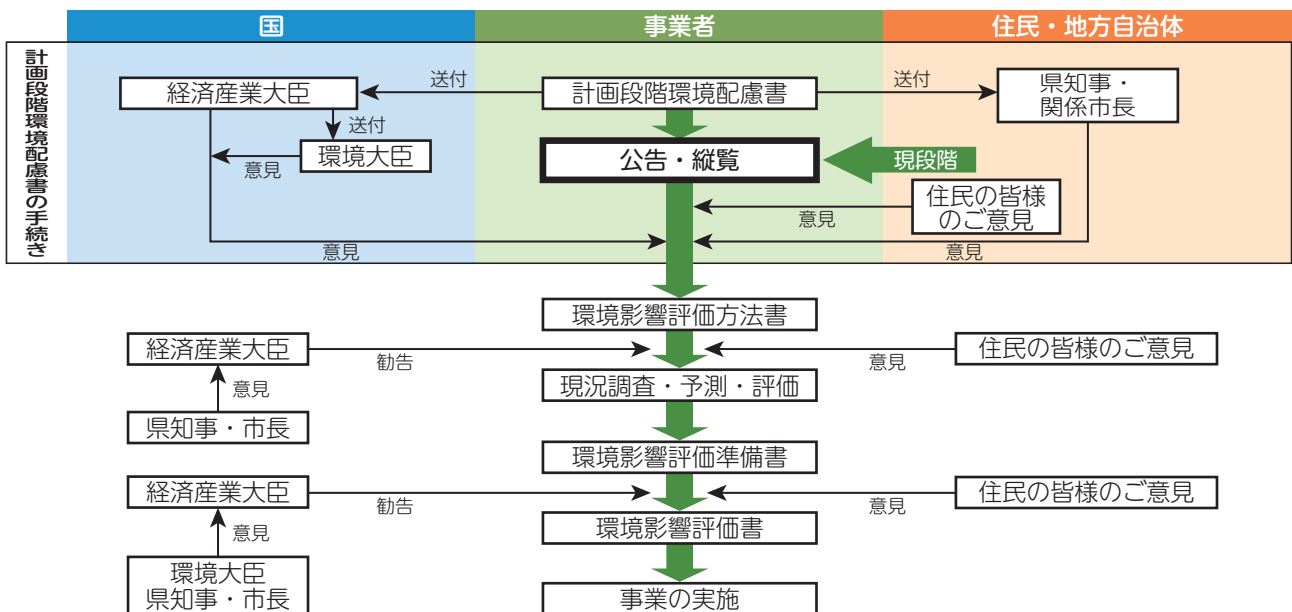 国
事業者
住民・地方自治体
計画段階環境配慮書の手続き
経済産業大臣
送付
計画段階環境配慮書
送付
県知事・
関係市長
送付
環境大臣
意見
公告・縦覧
現段階
住民の皆様
のご意見
意見
意見
意見
環境影響評価方法書
経済産業大臣
勧告
意見
住民の皆様のご意見
意見
県知事・市長
現況調査・予測・評価
環境影響評価準備書
経済産業大臣
勧告
意見
住民の皆様のご意見
意見
環境大臣
県知事・市長
環境影響評価書
事業の実施